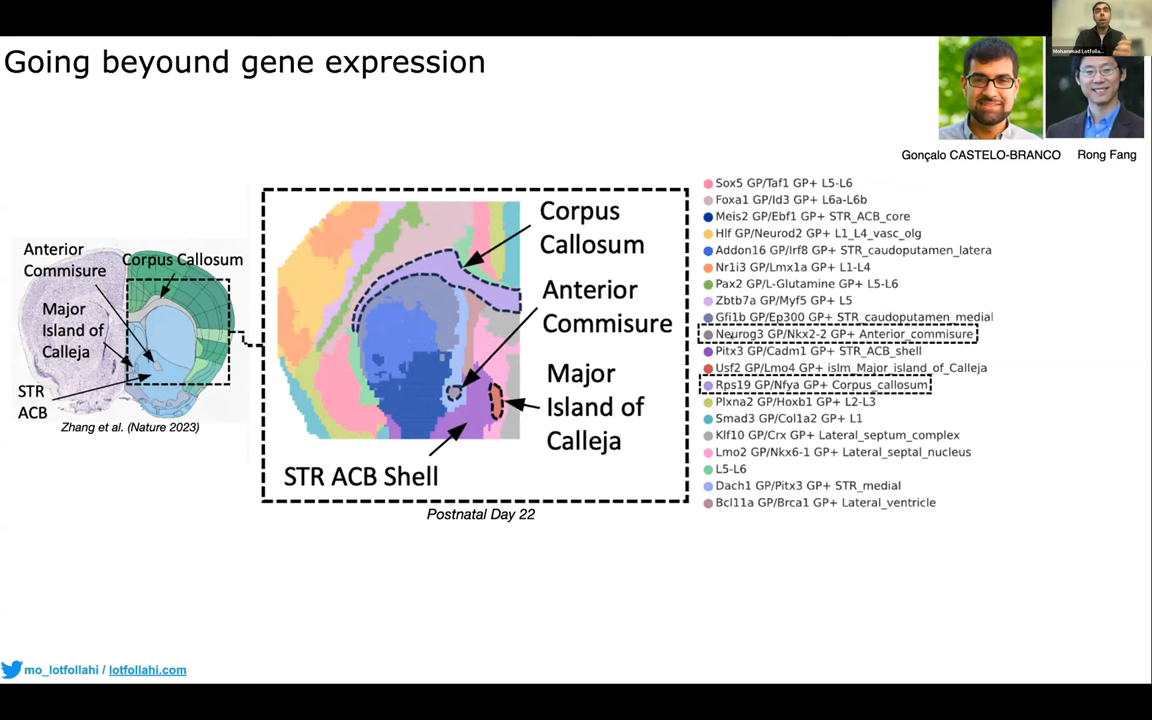 Going beyound gene expression
Mohammad Lotfolla...
Gonçalo CASTELO-BRANCO
Rong Fang
Anterior
Commisure
Corpus Callosum
Major
Island of
Calleja
STR
ACB
Zhang et al. (Nature 2023)
Corpus
Callosum
Anterior
Commisure
Major
Island of
Calleja
STR ACB Shell
Postnatal Day 22
Sox5 GP/Taf1 GP+ L5-L6
Foxa1 GP/Id3 GP+ L6a-L6b
Meis2 GP/Ebf1 GP+ STR_ACB_core
Hlf GP/Neurod2 GP+ L1_L4_vasc_olg
Addon16 GP/Irf8 GP+ STR_caudoputamen_latera
Nr1i3 GP/Lmx1a GP+ L1-L4
Pax2 GP/L-Glutamine GP+ L5-L6
Zbtb7a GP/Myf5 GP+ L5
Gfi1b GP/Ep300 GP+ STR_caudoputamen_medial
Neurog3 GP/Nkx2-2 GP+ Anterior_commisure
Pitx3 GP/Cadm1 GP+ STR_ACB_shell
Usf2 GP/Lmo4 GP+ islm_Major_island_of_Calleja
Rps19 GP/Nfya GP+ Corpus_callosum
Plxna2 GP/Hoxb1 GP+ L2-L3
Smad3 GP/Col1a2 GP+ L1
Klf10 GP/Crx GP+ Lateral_septum_complex
Lmo2 GP/Nkx6-1 GP+ Lateral_septal_nucleus
L5-L6
Dach1 GP/Pitx3 GP+ STR_medial
Bcl11a GP/Brca1 GP+ Lateral_ventricle
mo_lotfollahi / lotfollahi.com